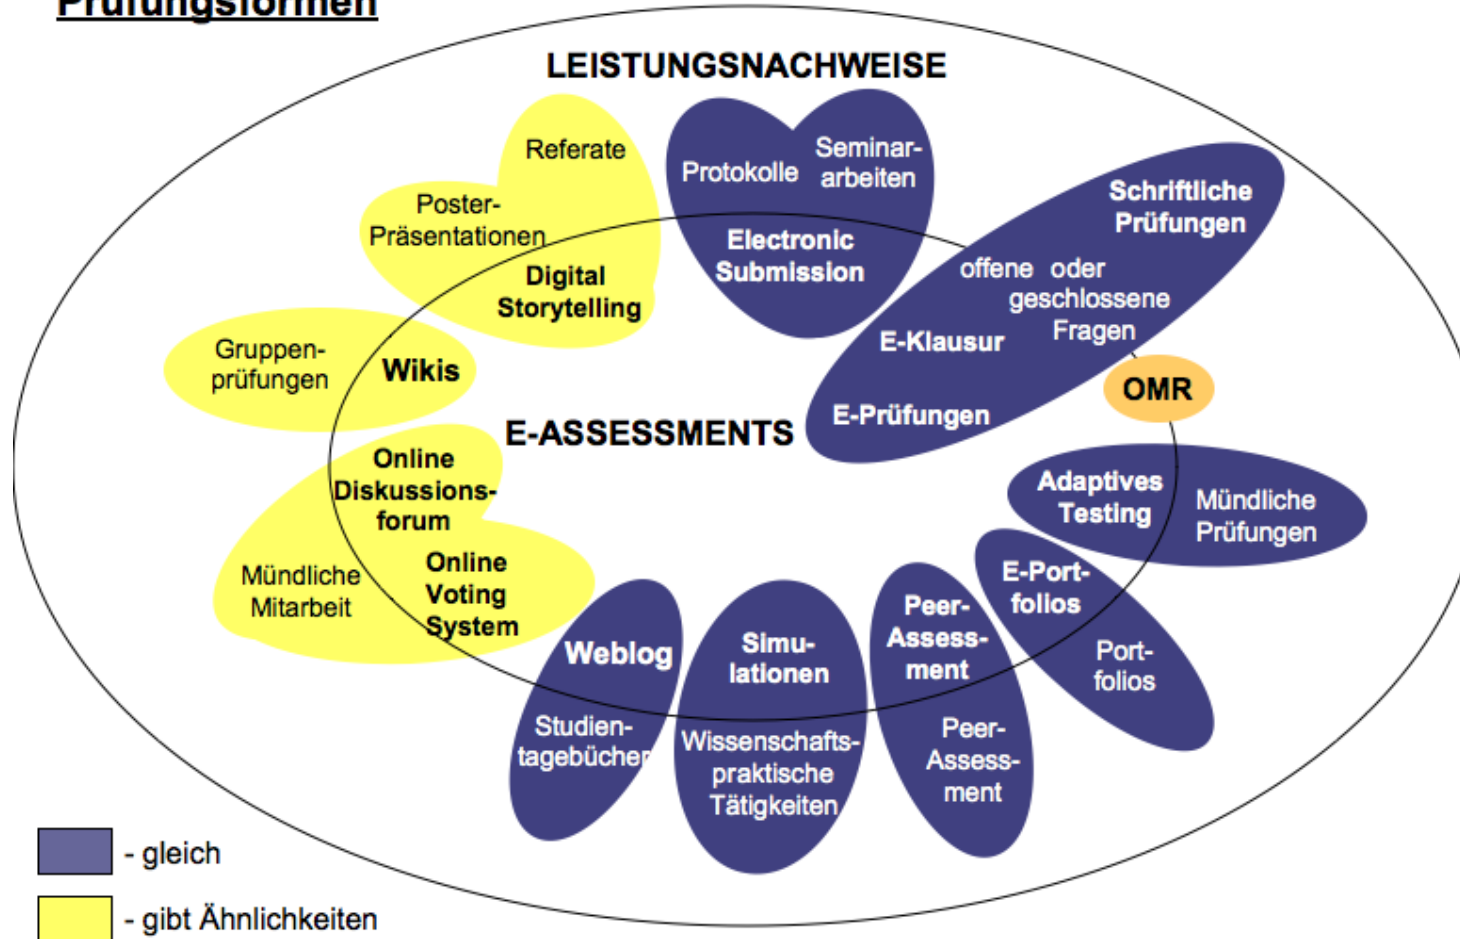 Prüfungsformen
LEISTUNGSNACHWEISE
Referate
Poster-
Präsentationen
Digital
Storytelling
Protokolle
Seminar-
arbeiten
Electronic
Submission
Schriftliche
Prüfungen
offene oder
geschlossene
Fragen
E-Klausur
E-Prüfungen
OMR
Gruppen-
prüfungen
Wikis
E-ASSESSMENTS
Online
Diskussions-
forum
Mündliche
Mitarbeit
Online
Voting
System
Adaptives
Testing
Mündliche
Prüfungen
E-Port-
folios
Port-
folios
Peer-
Assess-
ment
Peer-
Assess-
ment
Simu-
lationen
Wissenschafts-
praktische
Tätigkeiten
Weblog
Studien-
tagebücher
- gleich
- gibt Ähnlichkeiten